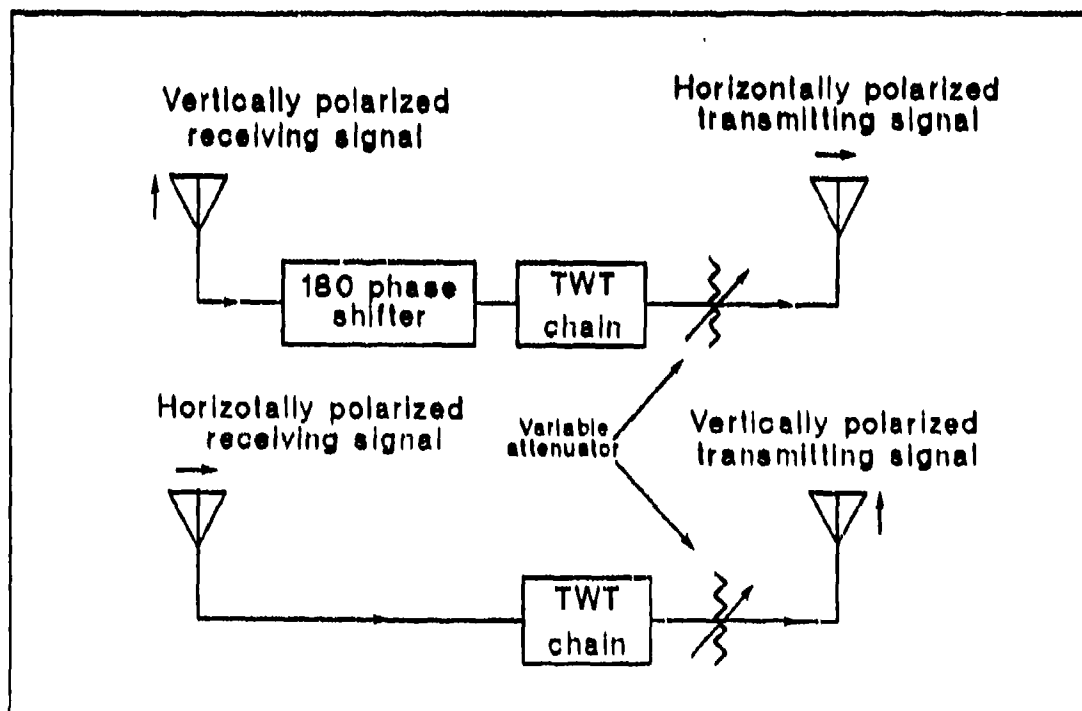 Vertically polarized
receiving signal
Horizontally polarized
transmitting signal
180 phase
shifter
TWT
chain
Horizotally polarized
receiving signal
Variable
attenuator
Vertically polarized
transmitting signal
TWT
chain